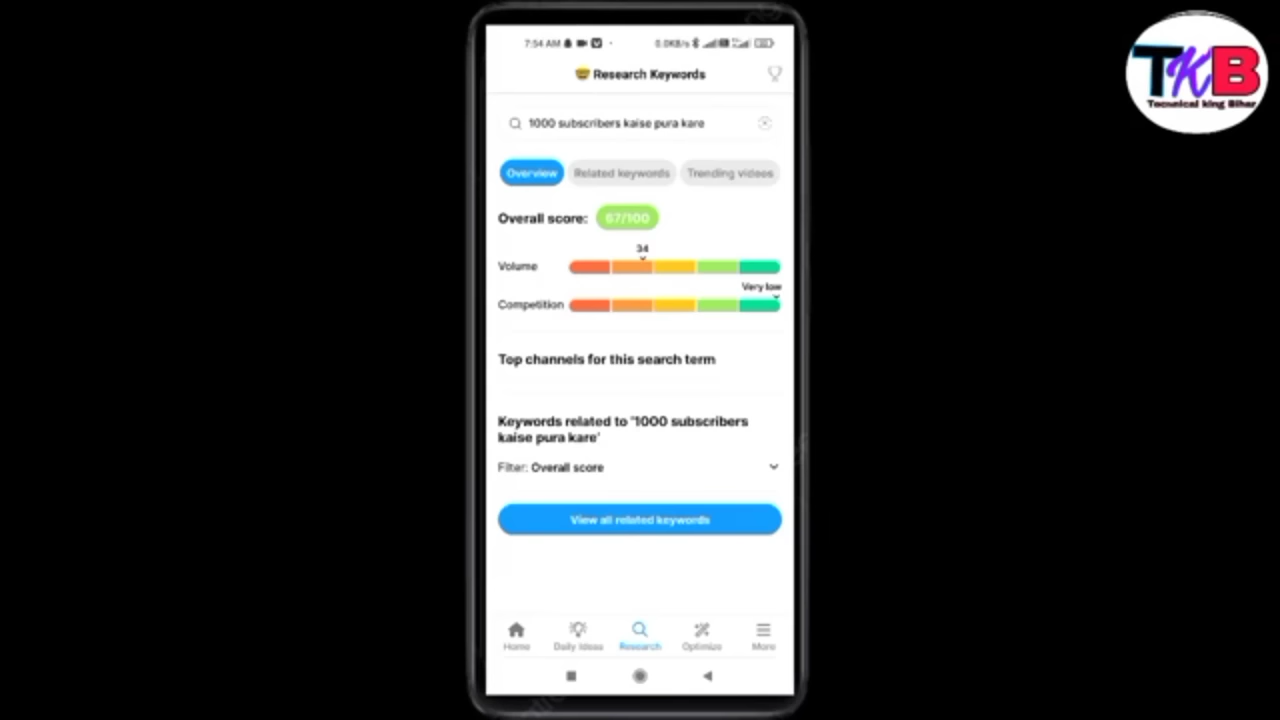 7:54 AM
0.0KB/s
Research Keywords
1000 subscribers kaise pura kare
Overview
Related keywords
Trending videos
Overall score: 67/100
34
Volume
Very low
Competition
Top channels for this search term
Keywords related to '1000 subscribers
kaise pura kare'
Filter: Overall score
View all related keywords
Home
Daily Ideas
Research
Optimize
More
TKB
Tecnnical king Bihar